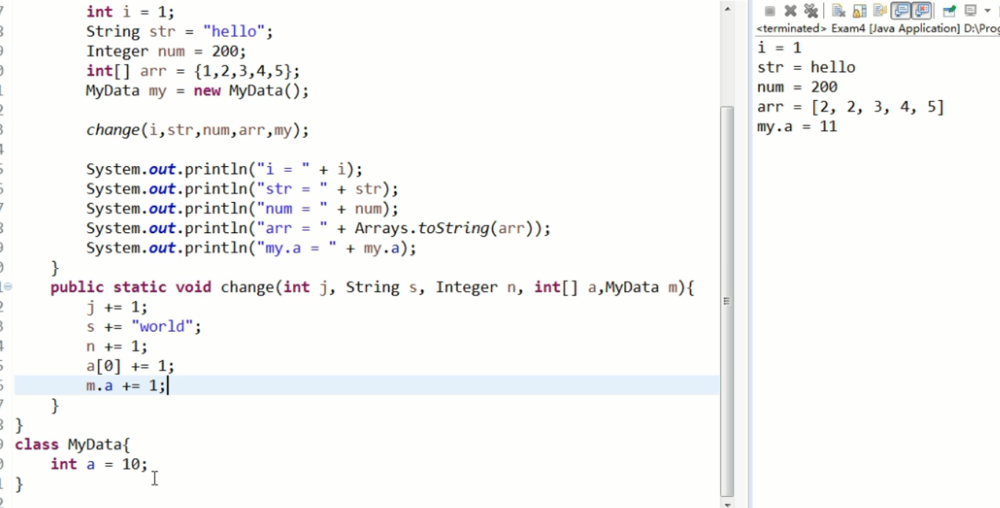 int i = 1;
String str = "hello";
Integer num = 200;
int[] arr = {1,2,3,4,5};
MyData my = new MyData();
change(i,str,num,arr,my);
System.out.println("i = " + i);
System.out.println("str = " + str);
System.out.println("num = " + num);
System.out.println("arr = " + Arrays.toString(arr));
System.out.println("my.a = " + my.a);
}
public static void change(int j, String s, Integer n, int[] a,MyData m){
j += 1;
s += "world";
n += 1;
a[0] += 1;
m.a += 1;
}
}
class MyData{
int a = 10;
}
<terminated> Exam4 [Java Application] D:\Prog
i = 1
str = hello
num = 200
arr = [2, 2, 3, 4, 5]
my.a = 11